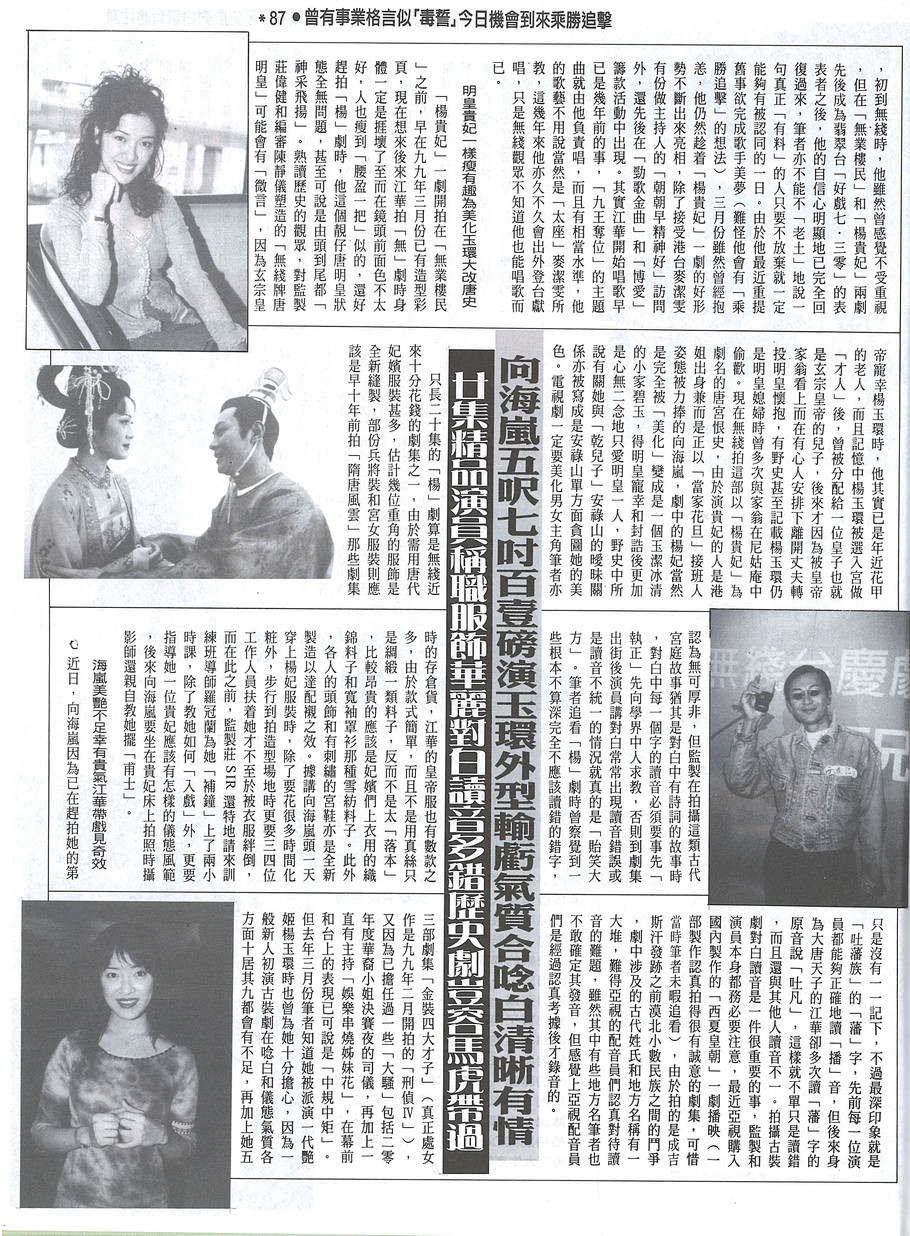 *87●曾有事業格言似「毒誓」今日機會到來乘勝追擊
，初到無綫時，他雖然曾感覺不受重視
，但在「無業樓民」和「楊貴妃」兩劇
先後成為翡翠台「好戲七．三零」的表
表者之後，他的自信心明顯地已完全回
復過來，筆者亦不能不「老土」地說一
句真正「有料」的人只要不放棄就一定
能夠有被認同的一日。由於他最近重提
舊事欲完成歌手美夢（難怪他會有「乘
勝追擊」的想法），三月份雖然曾經抱
恙，他仍然趁着「楊貴妃」一劇的好形
勢不斷出來亮相，除了接受港台麥潔雯
有份做主持人的「朝朝早精神好」訪問
外，還先後在「勁歌金曲」和「博愛」
籌款活動中出現。其實江華開始唱歌早
已是幾年前的事，「九王奪位」的主題
曲就由他負責唱，而且有相當水準，他
的歌藝不用說當然是「太座」麥潔雯所
教，這幾年來他亦久不久會出外登台獻
唱，只是無綫觀眾不知道他也能唱歌而
已。
明皇貴妃一樣瘦有趣為美化玉環大改唐史
「楊貴妃」一劇開拍在「無業樓民
」之前，早在九九年三月份已有造型彩
頁，現在想來後來江華拍「無」劇時身
體一定是捱壞了至而在鏡頭前面色不太
好，人也瘦到「腰盈一把」似的，還好
趕拍「楊」劇時，他這個靚仔唐明皇狀
態全無問題，甚至可說是由頭到尾都「
神采飛揚」。熟讀歷史的觀眾，對監製
莊偉健和編審陳靜儀塑造的「無綫牌唐
明皇」可能會有「微言」，因為玄宗皇
帝寵幸楊玉環時，他其實已是年近花甲
的老人，而且記憶中楊玉環被選入宮做
「才人」後，曾被分配給一位皇子也就
是玄宗皇帝的兒子，後來才因為被皇帝
家翁看上而在有心人安排下離開丈夫轉
投明皇懷抱，有野史甚至記載楊玉環仍
是明皇媳婦時曾多次與家翁在尼姑庵中
偷歡。現在無綫拍這部以「楊貴妃」為
劇名的唐宮恨史，由於演貴妃的人是港
姐出身兼而是正以「當家花旦」接班人
姿態被力捧的向海嵐，劇中的楊妃當然
是完全被「美化」變成是一個玉潔冰清
的小家碧玉，得明皇寵幸和封誥後更加
是心無二念地只愛明皇一人，野史中所
說有關她與「乾兒子」安祿山的曖昧關
係亦被寫成是安祿山單方面貪圖她的美
色。電視劇一定要美化男女主角筆者亦
向海嵐五呎七吋百壹磅演玉環外型輸虧氣質合唸白清晰有情
廿集精品演員稱職服飾華麗對白讀音多錯歷史劇豈容馬虎帶過
只長二十集的「楊」劇算是無綫近
來十分花錢的劇集之一，由於需用唐代
妃嬪服裝甚多，估計幾位重角的服飾是
全新縫製，部份兵將裝和宮女服裝則應
該是早十年前拍「隋唐風雲」那些劇集
認為無可厚非，但監製在拍攝這類古代
宮庭故事猶其是對白中有詩詞的故事時
，對白中每一個字的讀音必須要事先「
執正」先向學界中人求教，否則到劇集
出街後演員講對白常常出現讀音錯誤或
是讀音不統一的情況就真的是「貽笑大
方」。筆者追看「楊」劇時曾察覺到一
些根本不算深完全不應該讀錯的錯字，
時的存倉貨，江華的皇帝服也有數款之
多，由於款式簡單，而且不是用真絲只
是綢緞一類料子，反而不是太「落本」
，比較昂貴的應該是妃嬪們上衣用的織
錦料子和寬袖罩衫那種雪紡料子。此外
，各人的頭飾和有刺繡的宮鞋亦是全新
製造以達配襯之效。據講向海嵐頭一天
穿上楊妃服裝時，除了要花很多時間化
粧外，步行到拍造型場地時更要三四位
工作人員扶着她才不至於被衣服絆倒，
而在此之前，監製莊SIR還特地請來訓
練班導師羅冠蘭為她「補鐘」上了兩小
時課，除了教她如何「入戲」外，更要
指導她一位貴妃應該有怎樣的儀態風範
，後來向海嵐要坐在貴妃床上拍照時攝
影師還親自教她擺「甫士」。
海嵐美艷不足幸有貴氣江華帶戲見奇效
近日，向海嵐因為已在趕拍她的第
無綫台慶劇
只是沒有一一記下，不過最深印象就是
「吐藩族」的「藩」字，先前每一位演
員都能夠正確地讀「播」音，但後來身
為大唐天子的江華卻多次讀「藩」字的
原音說「吐凡」，這樣就不單只是讀錯
，而且還與其他人讀音不一。拍攝古裝
劇對白讀音是一件很重要的事，監製和
演員本身都務必要注意，最近亞視購入
國內製作的「西夏皇朝」一劇播映（一
部製作認真拍得很有誠意的劇集，可惜
當時筆者未暇追看），由於拍的是成吉
斯汗發跡之前漠北小數民族之間的鬥爭
，劇中涉及的古代姓氏和地方名稱有一
大堆，難得亞視的配音員們認真對待讀
音的難題，雖然其中有些地方名筆者也
不敢確定其發音，但感覺上亞視配音員
們是經過認真考據後才錄音的。
三部劇集「金裝四大才子」（真正處女
作是九九年二月開拍的「刑偵IV」），
又因為已擔任過一些「大騷」包括二零
年度華裔小姐決賽夜的司儀，再加上一
直有主持「娛樂串燒姊妹花」，在幕前
和台上的表現已可說是「中規中矩」。
但去年三月份筆者知道她被派演一代艷
姬楊玉環時也曾為她十分擔心，因為一
般新人初演古裝劇在唸白和儀態氣質各
方面十居其九都會有不足，再加上她五